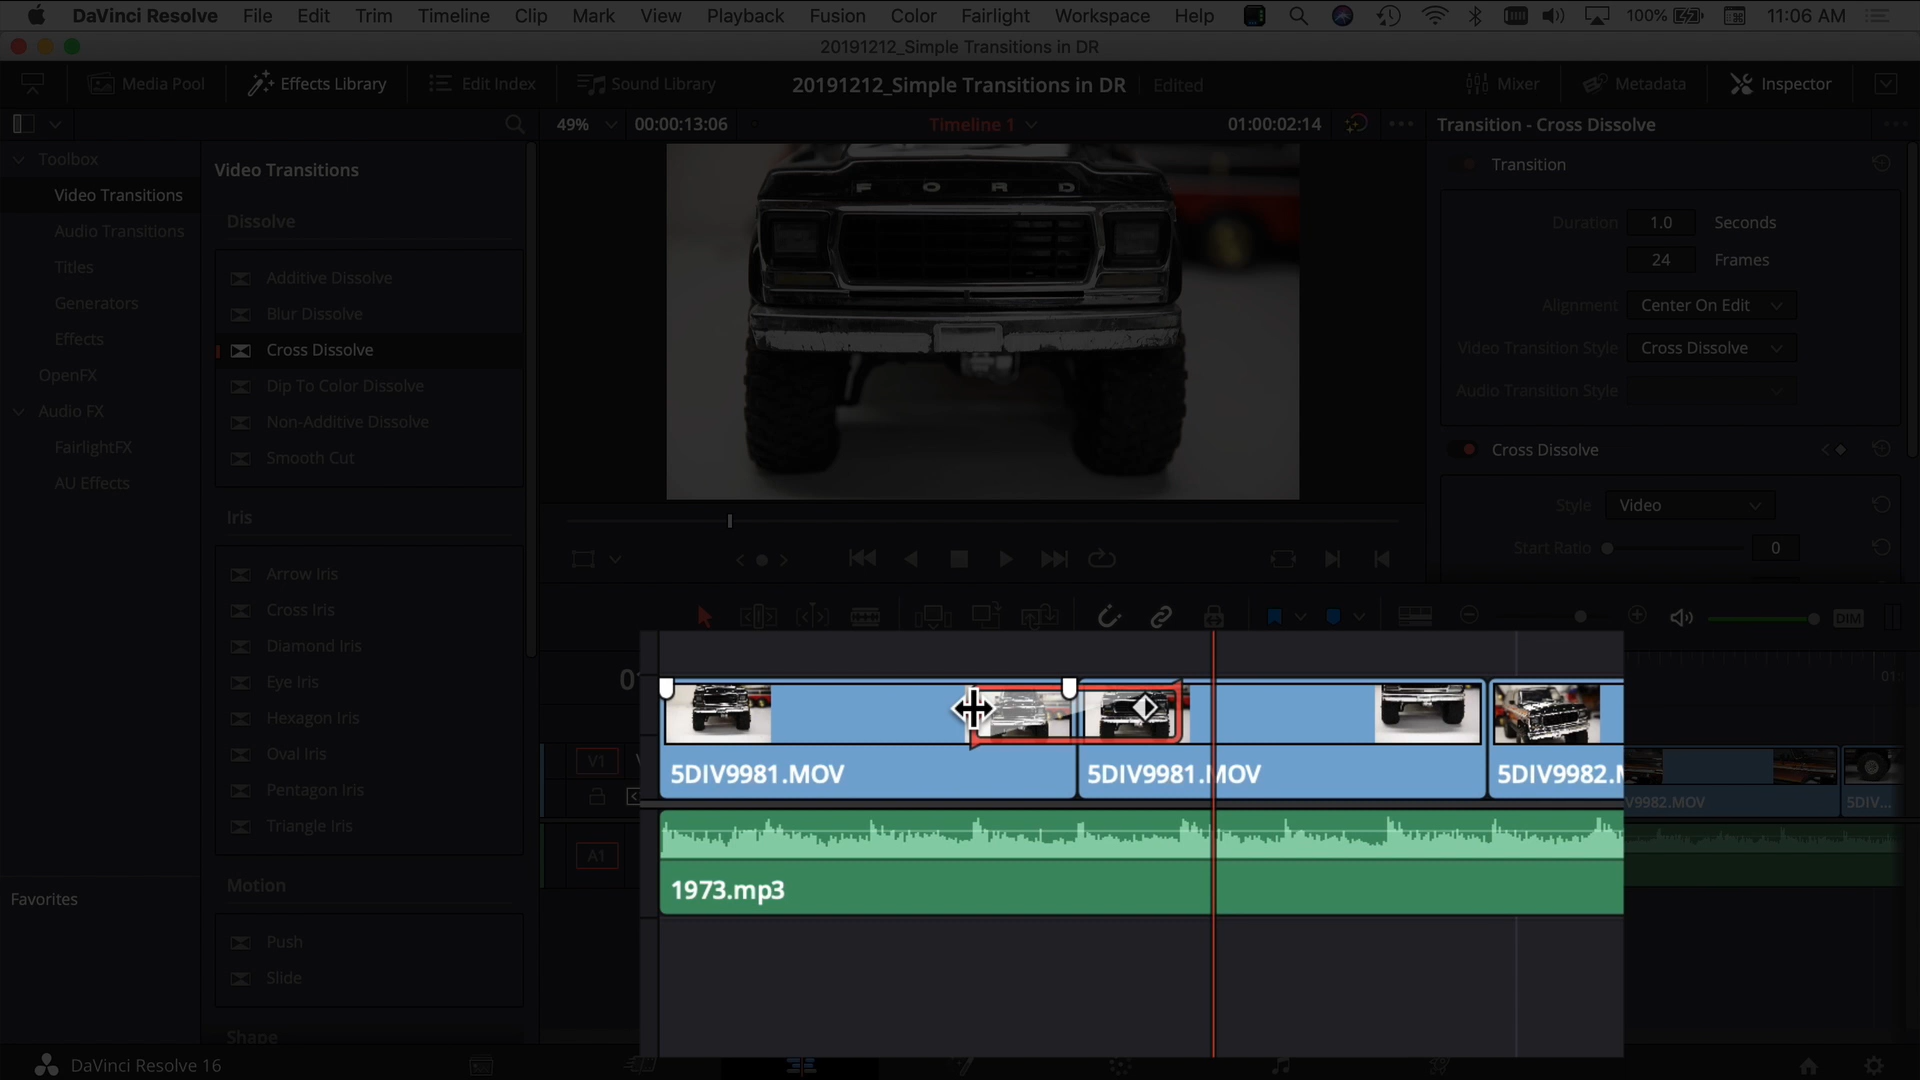 DaVinci Resolve File Edit Trim Timeline Clip Mark View Playback Fusion Color Fairlight Workspace Help 100% 11:06 AM
20191212_Simple Transitions in DR
Media Pool Effects Library Edit Index Sound Library 20191212_Simple Transitions in DR Edited Mixer Metadata Inspector
49% 00:00:13:06 Timeline 1 01:00:02:14 Transition - Cross Dissolve
Toolbox
Video Transitions
Audio Transitions
Titles
Generators
Effects
OpenFX
Audio FX
FairlightFX
AU Effects
Favorites
Video Transitions
Dissolve
Additive Dissolve
Blur Dissolve
Cross Dissolve
Dip To Color Dissolve
Non-Additive Dissolve
Smooth Cut
Iris
Arrow Iris
Cross Iris
Diamond Iris
Eye Iris
Hexagon Iris
Oval Iris
Pentagon Iris
Triangle Iris
Motion
Push
Slide
Shape
FORD
Transition
Duration 1.0 Seconds
24 Frames
Alignment Center On Edit
Video Transition Style Cross Dissolve
Audio Transition Style
Cross Dissolve
Style Video
Start Ratio 0
DIM
V1
5DIV9981.MOV 5DIV9981.MOV 5DIV9982.M
V9982.MOV 5DIV...
A1
1973.mp3
DaVinci Resolve 16